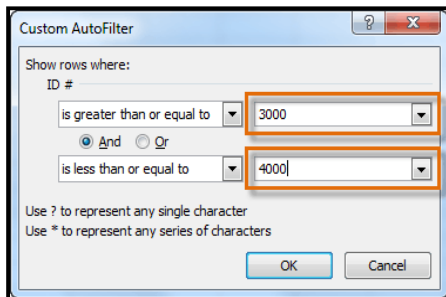 Custom AutoFilter
Show rows where:
ID #
is greater than or equal to 3000
And Or
is less than or equal to 4000
Use ? to represent any single character
Use * to represent any series of characters
OK Cancel